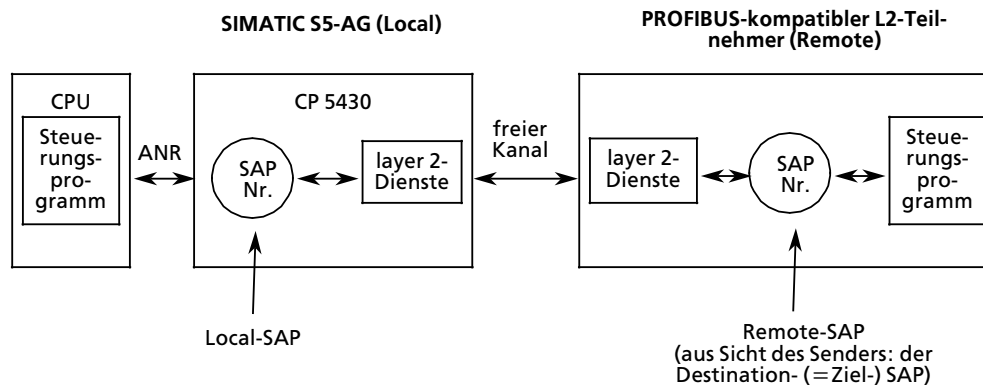 SIMATIC S5-AG (Local)
PROFIBUS-kompatibler L2-Teil-
nehmer (Remote)
CPU
Steue-
rungs-
pro-
gramm
ANR
CP 5430
SAP
Nr.
layer 2-
Dienste
freier
Kanal
layer 2-
Dienste
SAP
Nr.
Steue-
rungs-
pro-
gramm
Local-SAP
Remote-SAP
(aus Sicht des Senders: der
Destination- (=Ziel-) SAP)